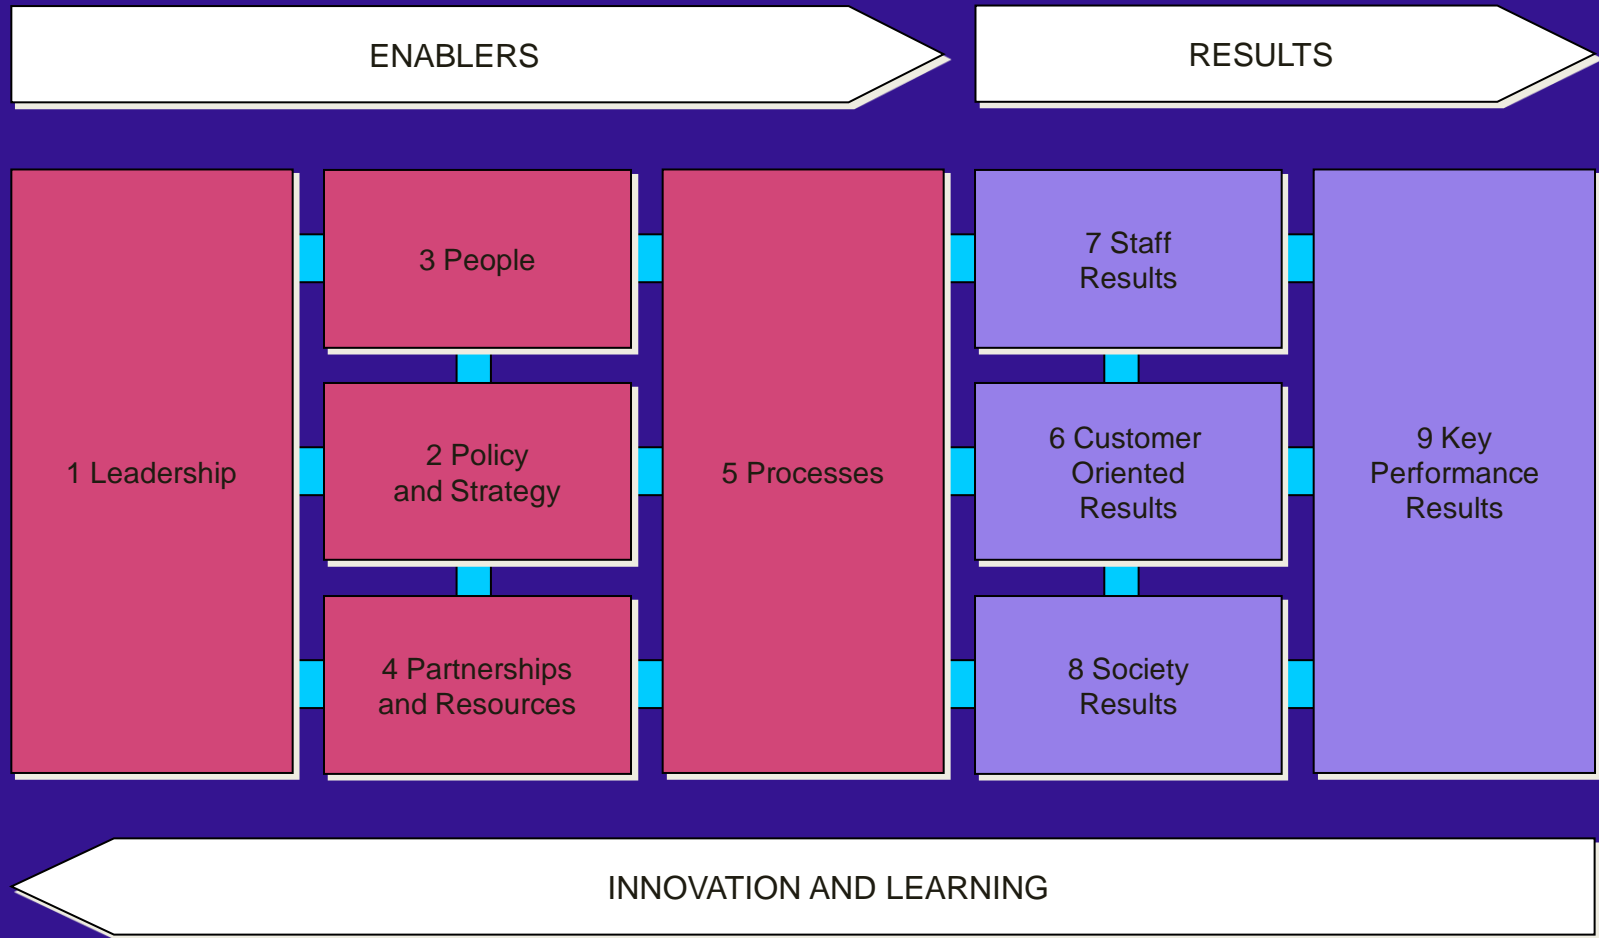 ENABLERS
RESULTS
1 Leadership
3 People
2 Policy
and Strategy
4 Partnerships
and Resources
5 Processes
7 Staff
Results
6 Customer
Oriented
Results
8 Society
Results
9 Key
Performance
Results
INNOVATION AND LEARNING